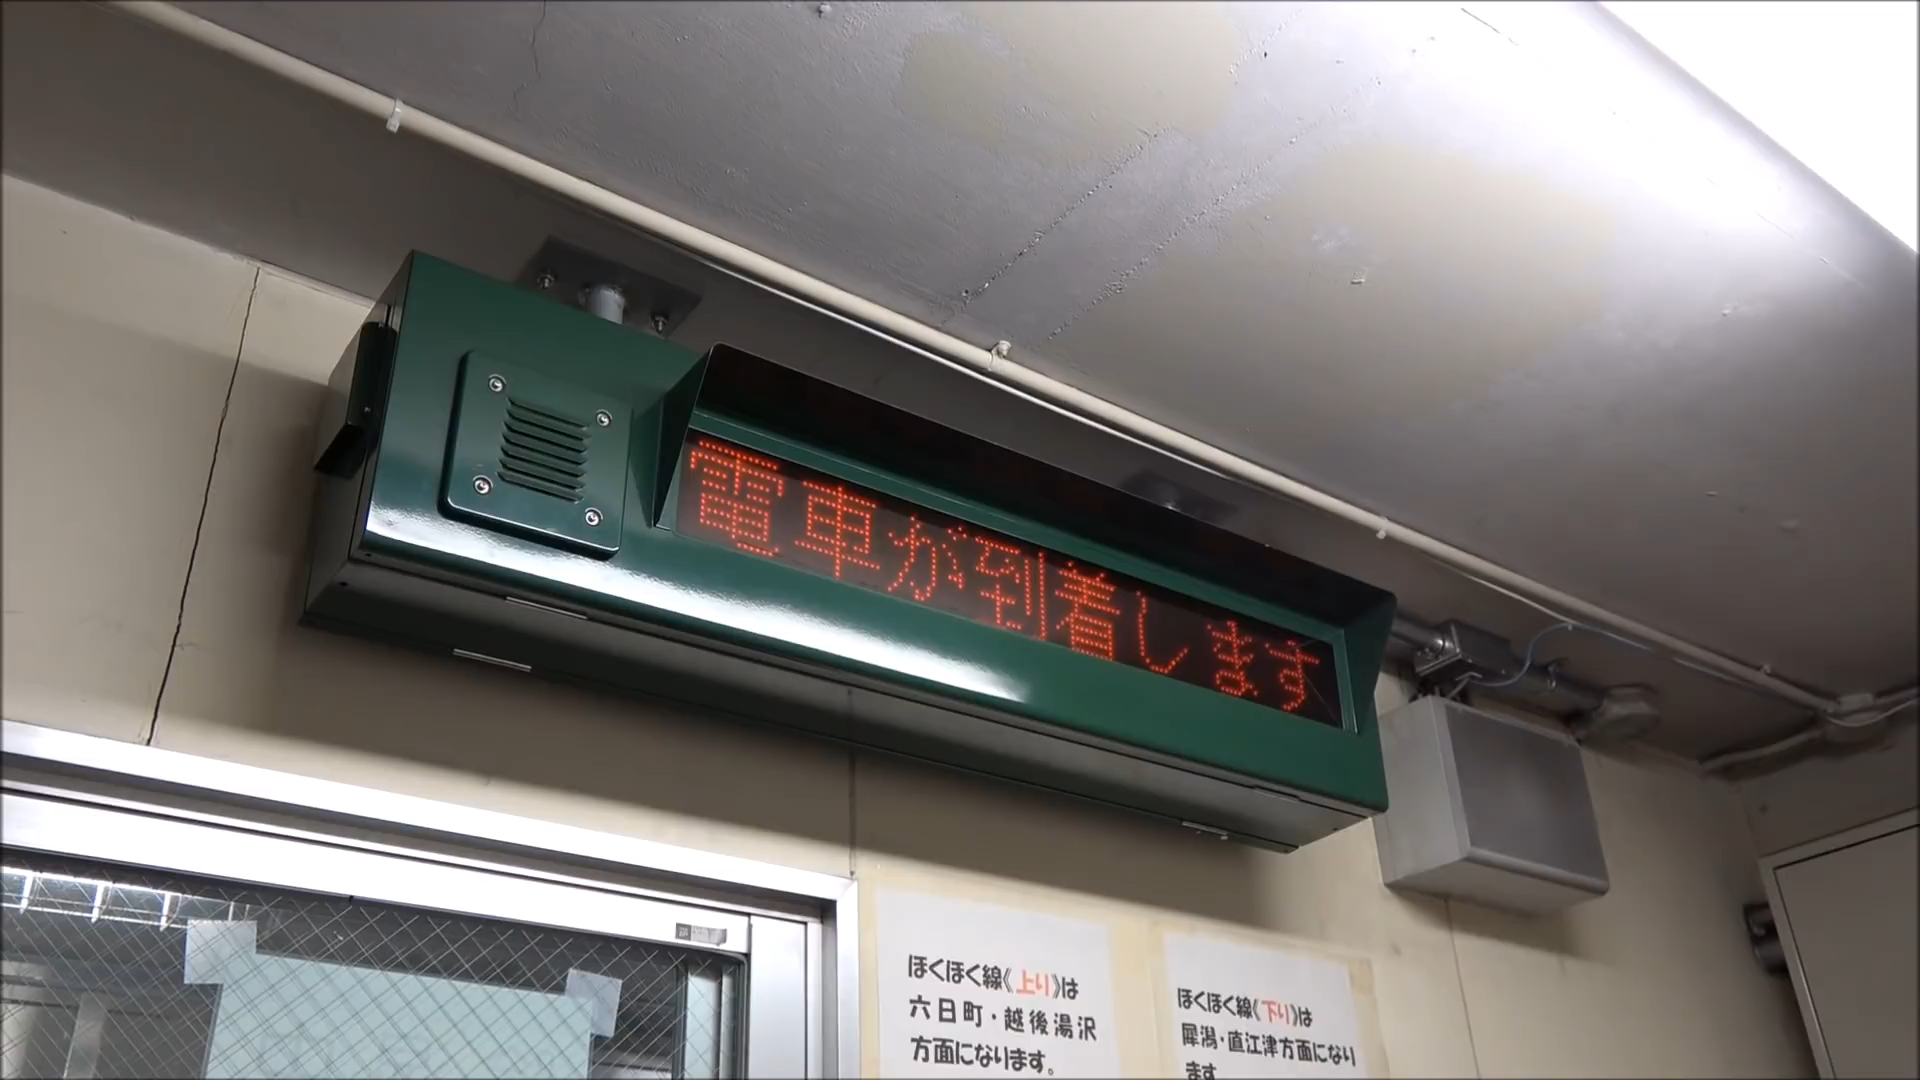 電車が到着します
ほくほく線《上り》は
六日町・越後湯沢
方面になります。
ほくほく線《下り》は
犀潟・直江津方面になり
ます